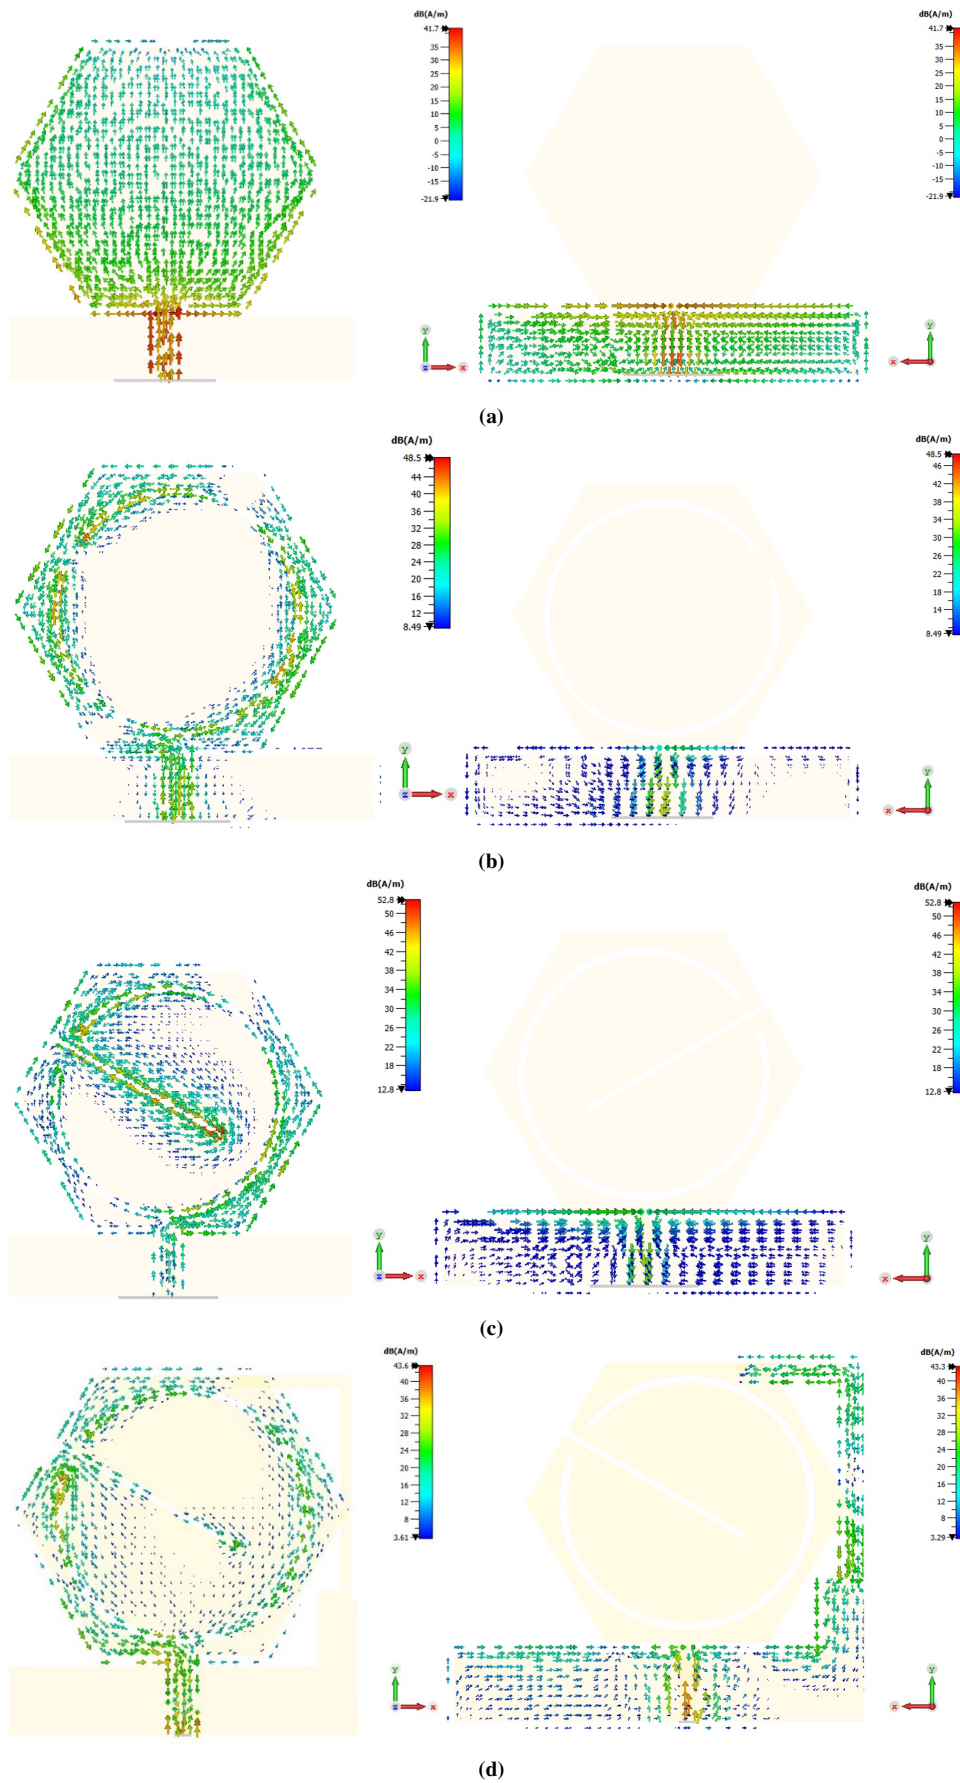 dB(A/m)
41.7
35
30
25
20
15
10
5
0
-5
-10
-15
-21.9
y
z
x
dB(A/m)
41.7
35
30
25
20
15
10
5
0
-5
-10
-15
-21.9
y
x
(a)
dB(A/m)
48.5
44
40
36
32
28
24
20
16
12
8.49
y
z
x
dB(A/m)
48.5
46
42
38
34
30
26
22
18
14
8.49
y
x
(b)
dB(A/m)
52.8
50
46
42
38
34
30
26
22
18
12.8
y
z
x
dB(A/m)
52.8
50
46
42
38
34
30
26
22
18
12.8
y
x
(c)
dB(A/m)
43.6
40
36
32
28
24
20
16
12
8
3.61
y
z
x
dB(A/m)
43.3
40
36
32
28
24
20
16
12
8
3.29
y
x
(d)